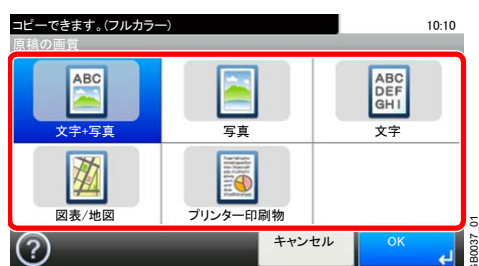 コピーできます。(フルカラー)
10:10
原稿の画質
ABC
ABC
DEF
GHI
文字+写真
写真
文字
図表/地図
プリンター印刷物
?
キャンセル
OK
GB0037_01